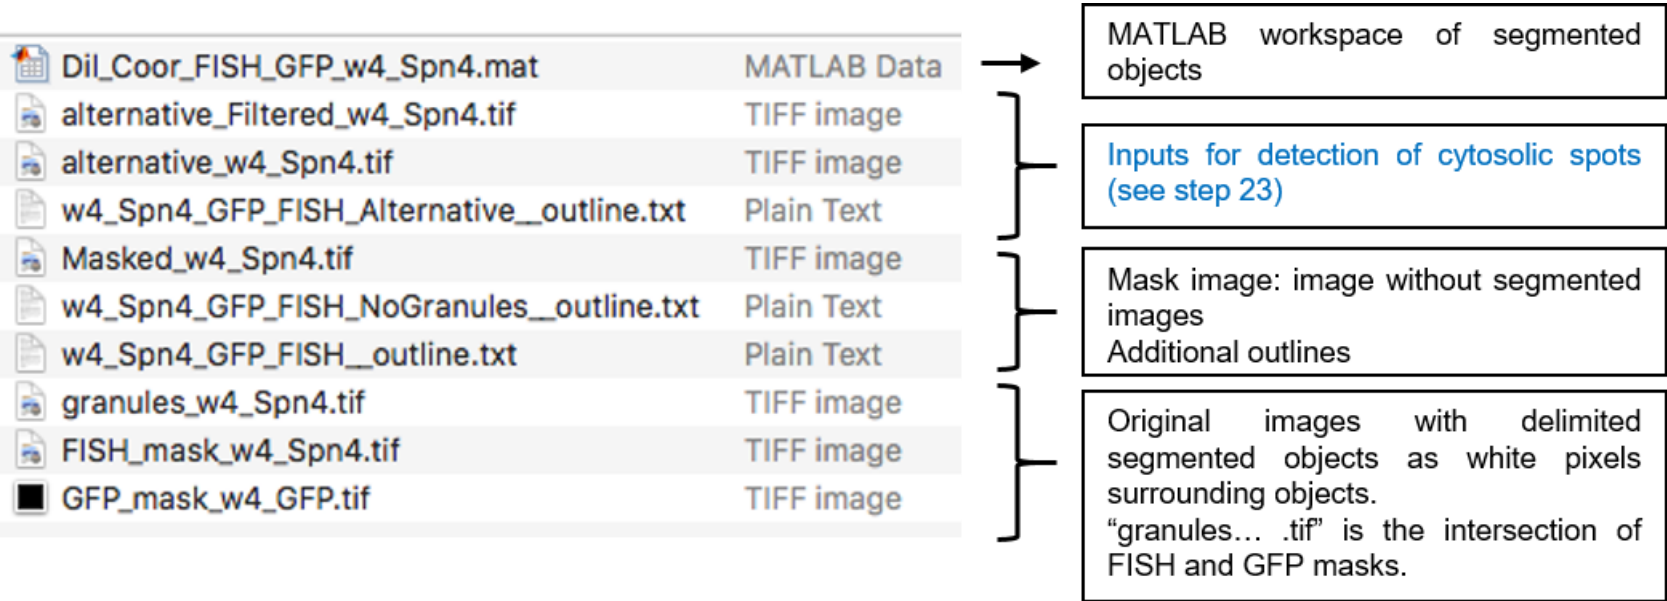 Dil_Coor_FISH_GFP_w4_Spn4.mat MATLAB Data
alternative_Filtered_w4_Spn4.tif TIFF image
alternative_w4_Spn4.tif TIFF image
w4_Spn4_GFP_FISH_Alternative__outline.txt Plain Text
Masked_w4_Spn4.tif TIFF image
w4_Spn4_GFP_FISH_NoGranules__outline.txt Plain Text
w4_Spn4_GFP_FISH__outline.txt Plain Text
granules_w4_Spn4.tif TIFF image
FISH_mask_w4_Spn4.tif TIFF image
GFP_mask_w4_GFP.tif TIFF image
MATLAB workspace of segmented
objects
Inputs for detection of cytosolic spots
(see step 23)
Mask image: image without segmented
images
Additional outlines
Original images with delimited
segmented objects as white pixels
surrounding objects.
“granules… .tif” is the intersection of
FISH and GFP masks.